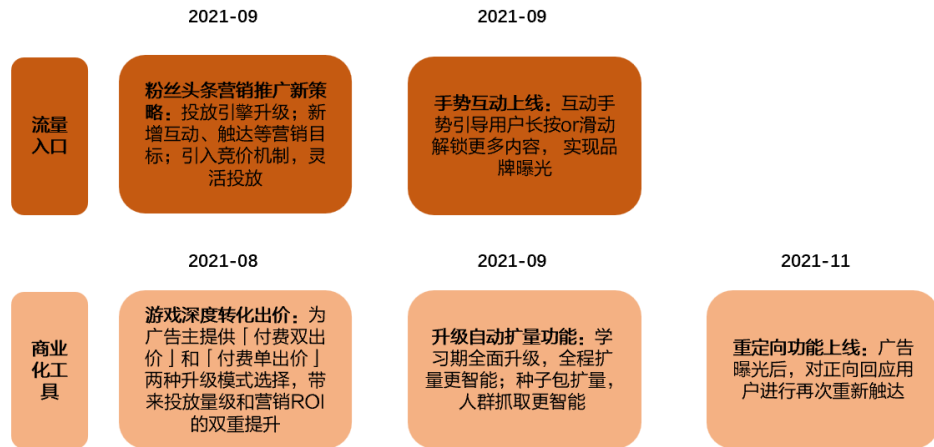 2021-09
2021-09
流量
入口
粉丝头条营销推广新策
略：投放引擎升级；新
增互动、触达等营销目
标；引入竞价机制，灵
活投放
手势互动上线：互动手
势引导用户长按or滑动
解锁更多内容，实现品
牌曝光
2021-08
2021-09
2021-11
商业
化工
具
游戏深度转化出价：为
广告主提供「付费双出
价」和「付费单出价」
两种升级模式选择，带
来投放量级和营销ROI
的双重提升
升级自动扩量功能：学
习期全面升级，全程扩
量更智能；种子包扩量，
人群抓取更智能
重定向功能上线：广告
曝光后，对正向回应用
户进行再次重新触达